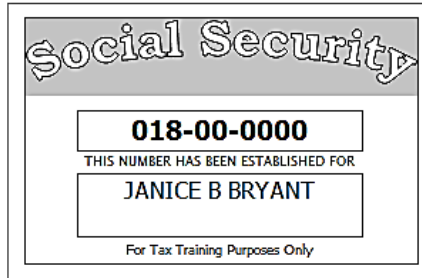 Social Security
018-00-0000
THIS NUMBER HAS BEEN ESTABLISHED FOR
JANICE B BRYANT
For Tax Training Purposes Only